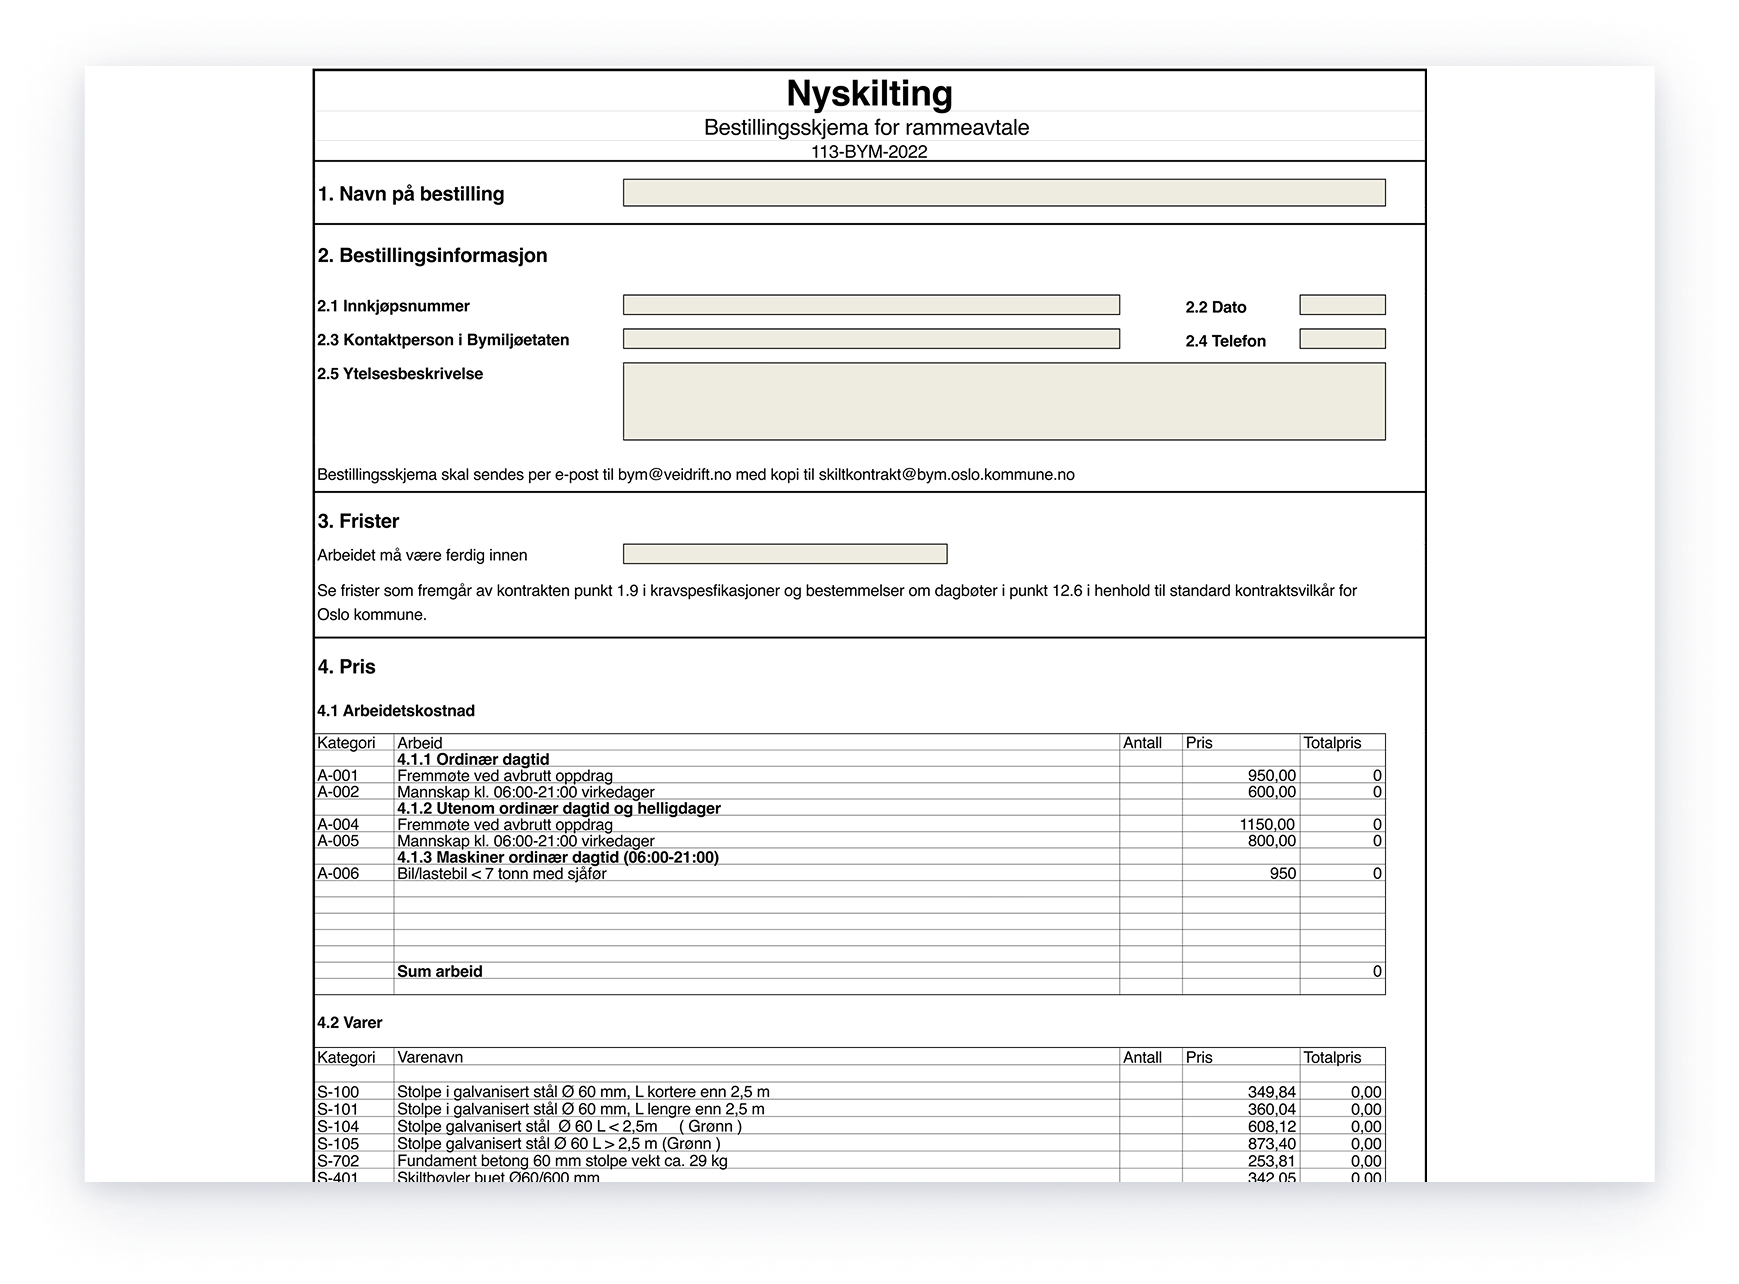 Nyskilting
Bestillingsskjema for rammeavtale
113-BYM-2022
1. Navn på bestilling
2. Bestillingsinformasjon
2.1 Innkjøpsnummer 2.2 Dato
2.3 Kontaktperson i Bymiljøetaten 2.4 Telefon
2.5 Ytelsesbeskrivelse
Bestillingsskjema skal sendes per e-post til bym@veidrift.no med kopi til skiltkontrakt@bym.oslo.kommune.no
3. Frister
Arbeidet må være ferdig innen
Se frister som fremgår av kontrakten punkt 1.9 i kravspesfikasjoner og bestemmelser om dagbøter i punkt 12.6 i henhold til standard kontraktsvilkår for
Oslo kommune.
4. Pris
4.1 Arbeidetskostnad
Kategori Arbeid Antall Pris Totalpris
4.1.1 Ordinær dagtid
A-001 Fremmøte ved avbrutt oppdrag 950,00 0
A-002 Mannskap kl. 06:00-21:00 virkedager 600,00 0
4.1.2 Utenom ordinær dagtid og helligdager
A-004 Fremmøte ved avbrutt oppdrag 1150,00 0
A-005 Mannskap kl. 06:00-21:00 virkedager 800,00 0
4.1.3 Maskiner ordinær dagtid (06:00-21:00)
A-006 Bil/lastebil < 7 tonn med sjåfør 950 0
Sum arbeid 0
4.2 Varer
Kategori Varenavn Antall Pris Totalpris
S-100 Stolpe i galvanisert stål Ø 60 mm, L kortere enn 2,5 m 349,84 0,00
S-101 Stolpe i galvanisert stål Ø 60 mm, L lengre enn 2,5 m 360,04 0,00
S-104 Stolpe galvanisert stål Ø 60 L < 2,5m ( Grønn ) 608,12 0,00
S-105 Stolpe galvanisert stål Ø 60 L > 2,5 m (Grønn ) 873,40 0,00
S-702 Fundament betong 60 mm stolpe vekt ca. 29 kg 253,81 0,00
S-401 Skiltbøyler buet Ø60/600 mm 342,05 0,00